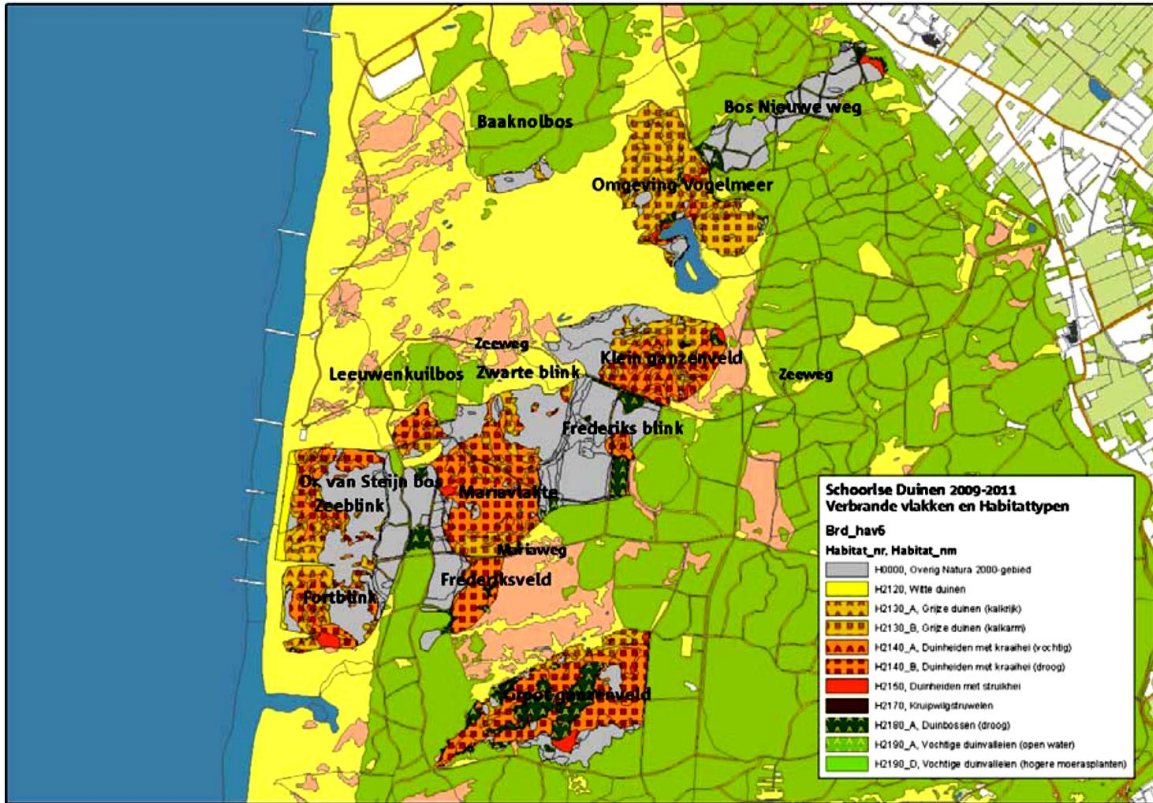 Bos Nieuwe weg
Baaknolbos
Omgeving Vogelmeer
Zeeweg
Klein ganzenveld
Leeuwenkuilbos
Zwarte blink
Zeeweg
Frederiks blink
Dr. van Steijn bos
Mariavlakte
Zeeblink
Mariaweg
Frederiksveld
Fortblink
Groot ganzenveld
Schoorlse Duinen 2009-2011
Verbrande vlakken en Habitattypen
Brd_hav6
Habitat_nr, Habitat_nm
H0000, Overig Natura 2000-gebied
H2120, Witte duinen
H2130_A, Grijze duinen (kalkrijk)
H2130_B, Grijze duinen (kalkarm)
H2140_A, Duinheiden met kraaihei (vochtig)
H2140_B, Duinheiden met kraaihei (droog)
H2150, Duinheiden met struikhei
H2170, Kruipwilgstruwelen
H2180_A, Duinbossen (droog)
H2190_A, Vochtige duinvalleien (open water)
H2190_D, Vochtige duinvalleien (hogere moerasplanten)